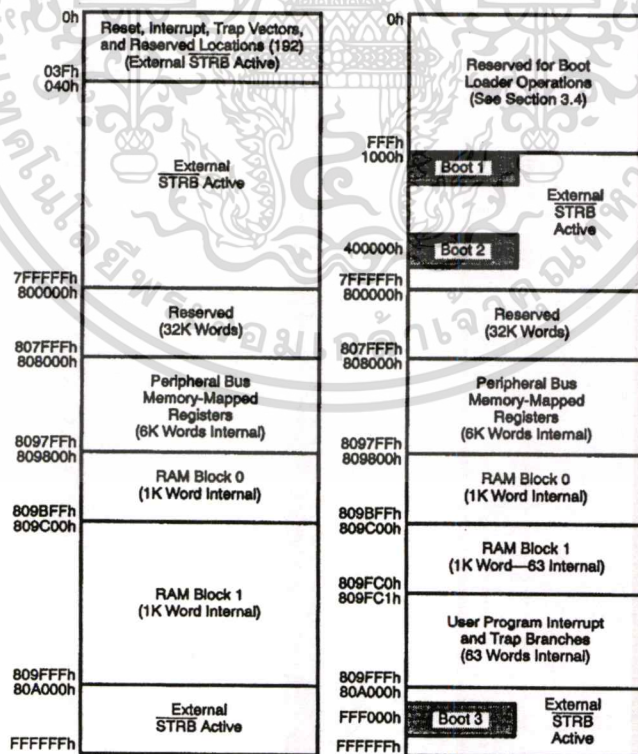 0h
Reset, Interrupt, Trap Vectors,
and Reserved Locations (192)
(External STRB Active)
03Fh
040h
External
STRB Active
7FFFFFh
800000h
Reserved
(32K Words)
807FFFh
808000h
Peripheral Bus
Memory-Mapped
Registers
(6K Words Internal)
8097FFh
809800h
RAM Block 0
(1K Word Internal)
809BFFh
809C00h
RAM Block 1
(1K Word Internal)
809FFFh
80A000h
External
STRB Active
FFFFFFh
0h
Reserved for Boot
Loader Operations
(See Section 3.4)
FFFh
1000h
Boot 1
External
STRB
Active
400000h
Boot 2
7FFFFFh
800000h
Reserved
(32K Words)
807FFFh
808000h
Peripheral Bus
Memory-Mapped
Registers
(6K Words Internal)
8097FFh
809800h
RAM Block 0
(1K Word Internal)
809BFFh
809C00h
RAM Block 1
(1K Word—63 Internal)
809FC0h
809FC1h
User Program Interrupt
and Trap Branches
(63 Words Internal)
809FFFh
80A000h
FFF000h
Boot 3
External
STRB
Active
FFFFFFh